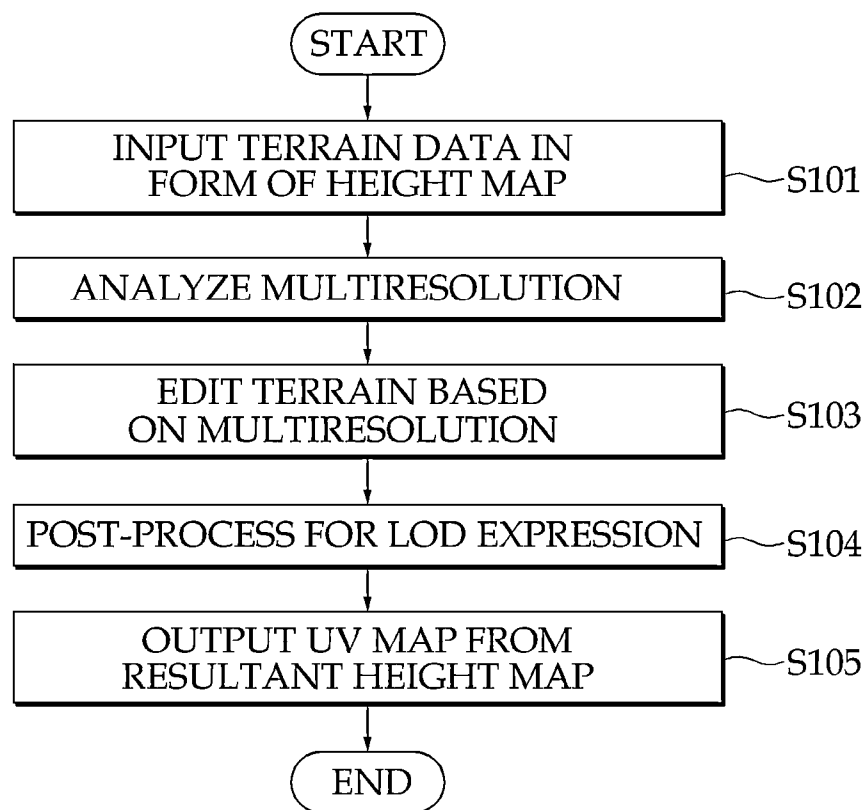 START
INPUT TERRAIN DATA IN
FORM OF HEIGHT MAP
S101
ANALYZE MULTIRESOLUTION
S102
EDIT TERRAIN BASED
ON MULTIRESOLUTION
S103
POST-PROCESS FOR LOD EXPRESSION
S104
OUTPUT UV MAP FROM
RESULTANT HEIGHT MAP
S105
END